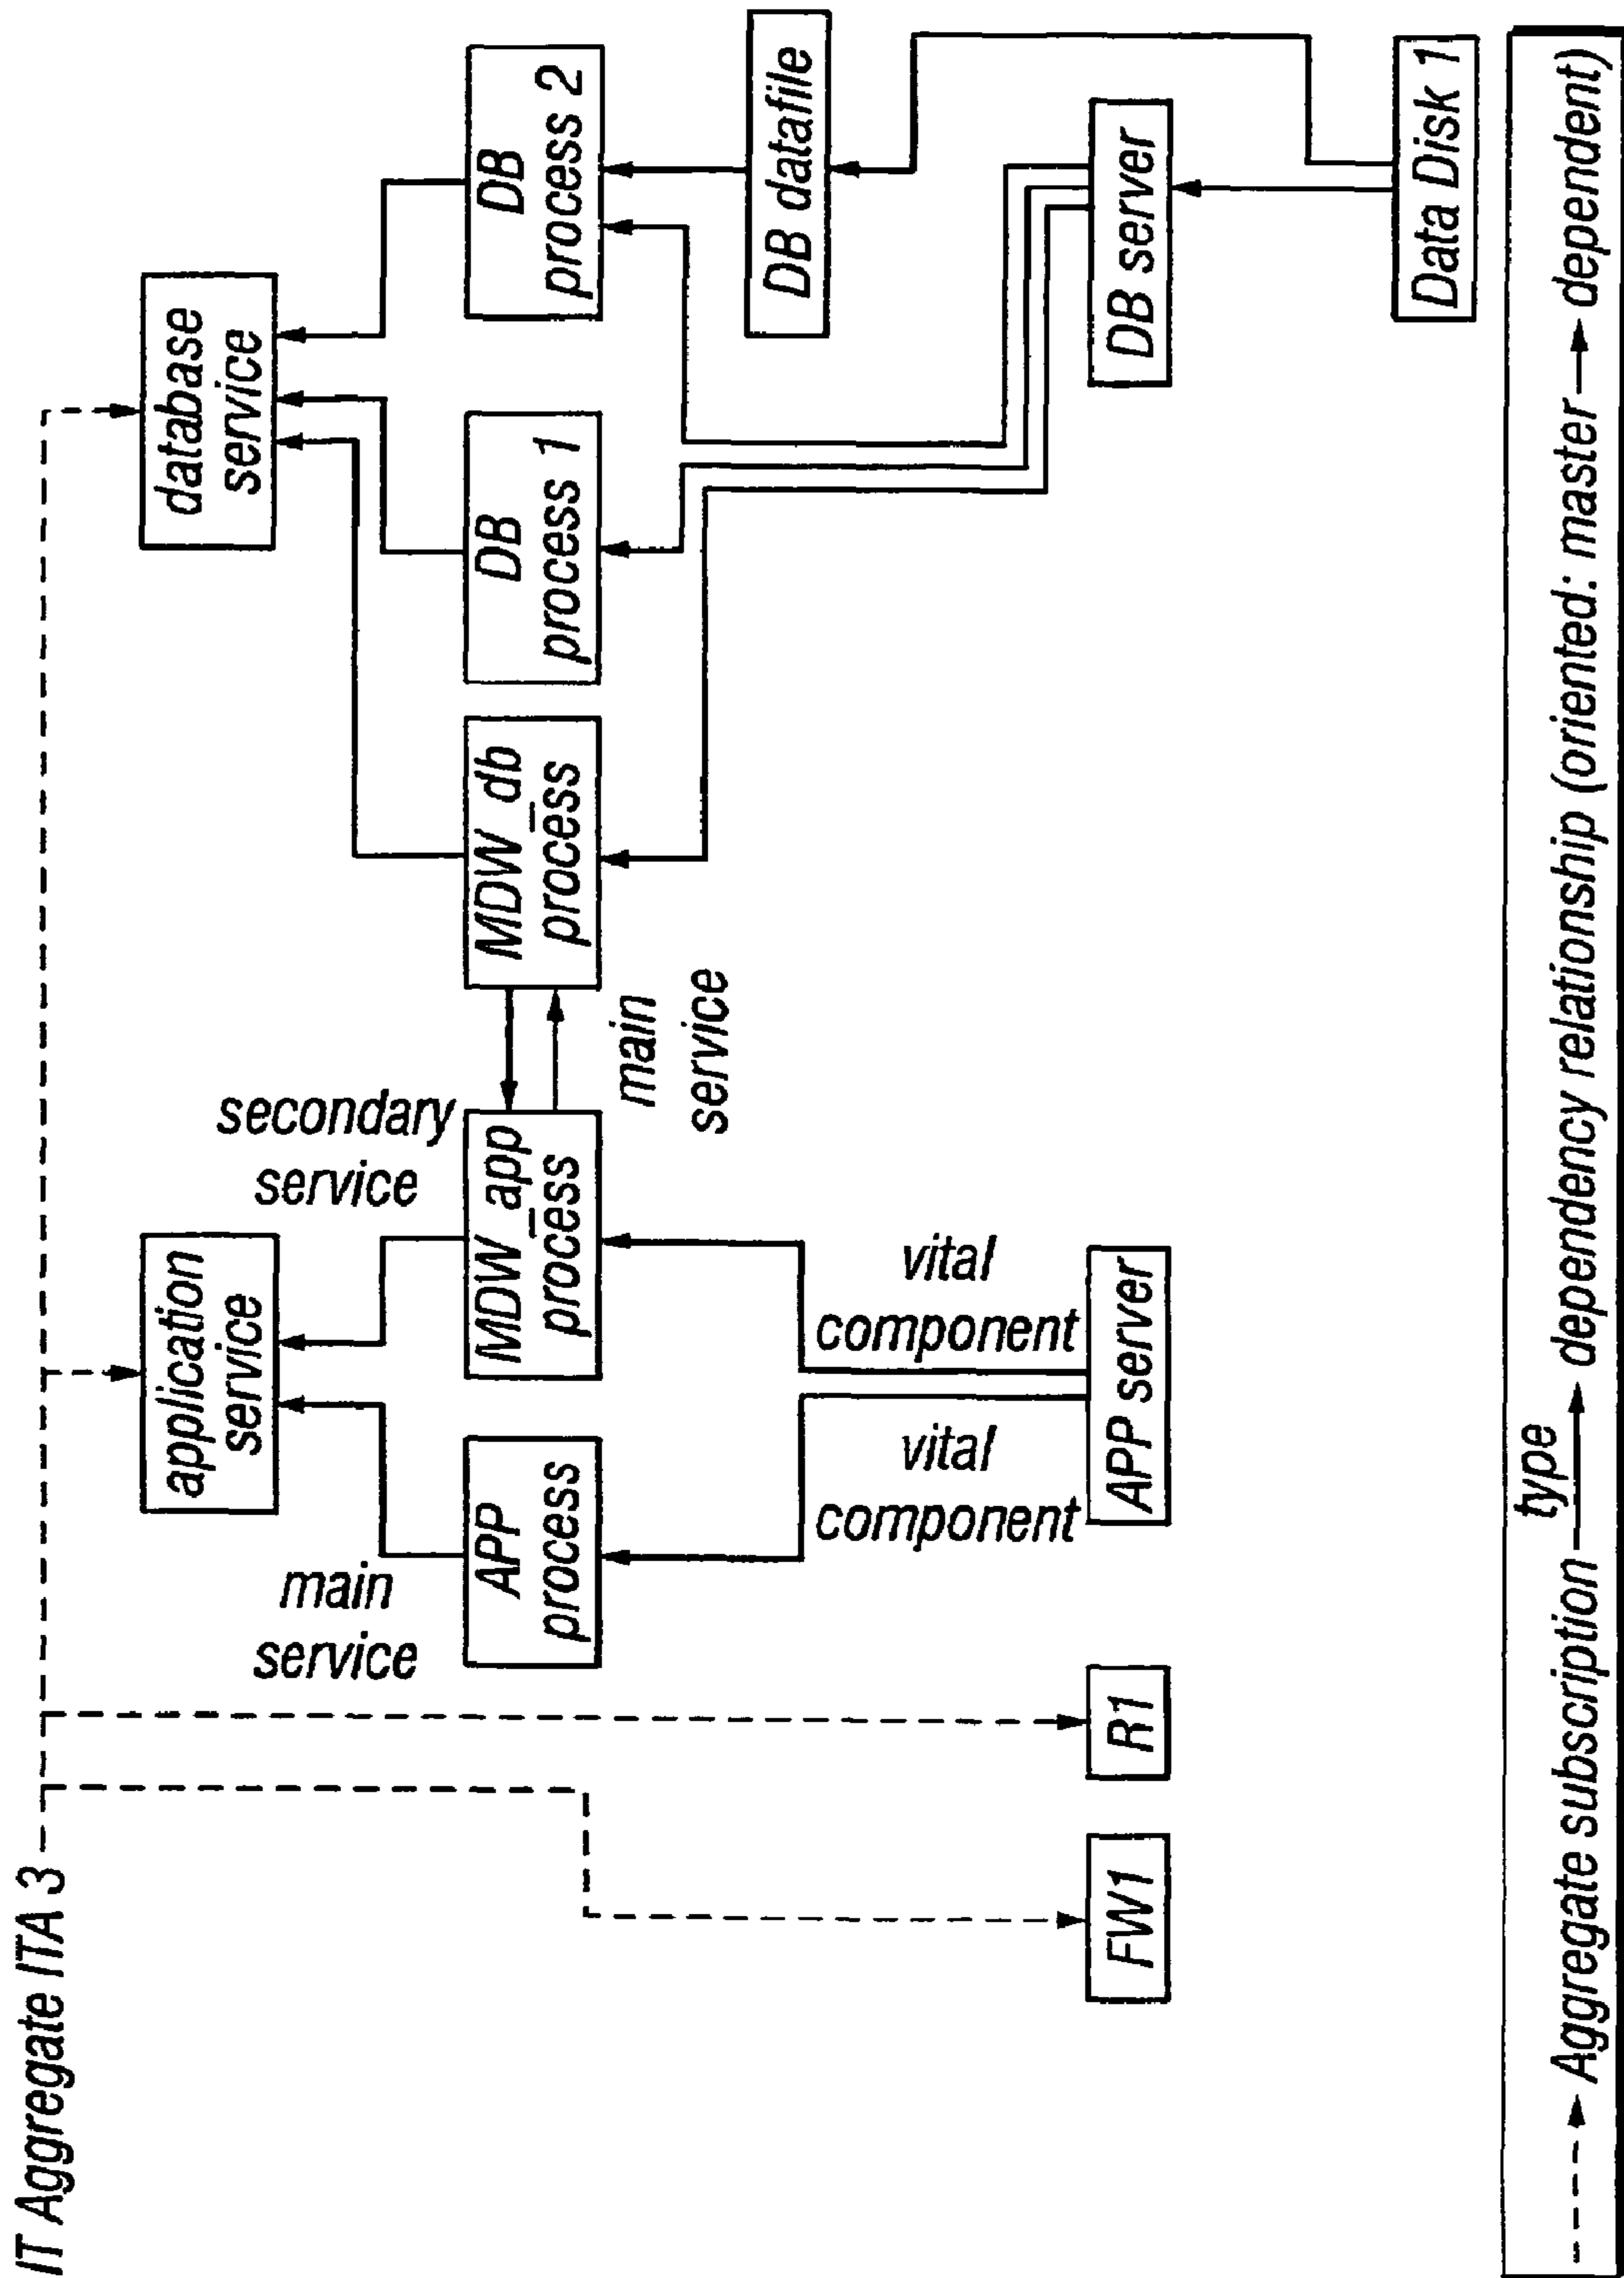 IT Aggregate ITA 3
application
service
database
service
main
service
secondary
service
APP
process
MDW_app
process
MDW_db
process
DB
process 1
DB
process 2
main
service
DB datafile
vital
component
vital
component
FW1
R1
APP server
DB server
Data Disk 1
type
Aggregate subscription dependency relationship (oriented: master dependent)